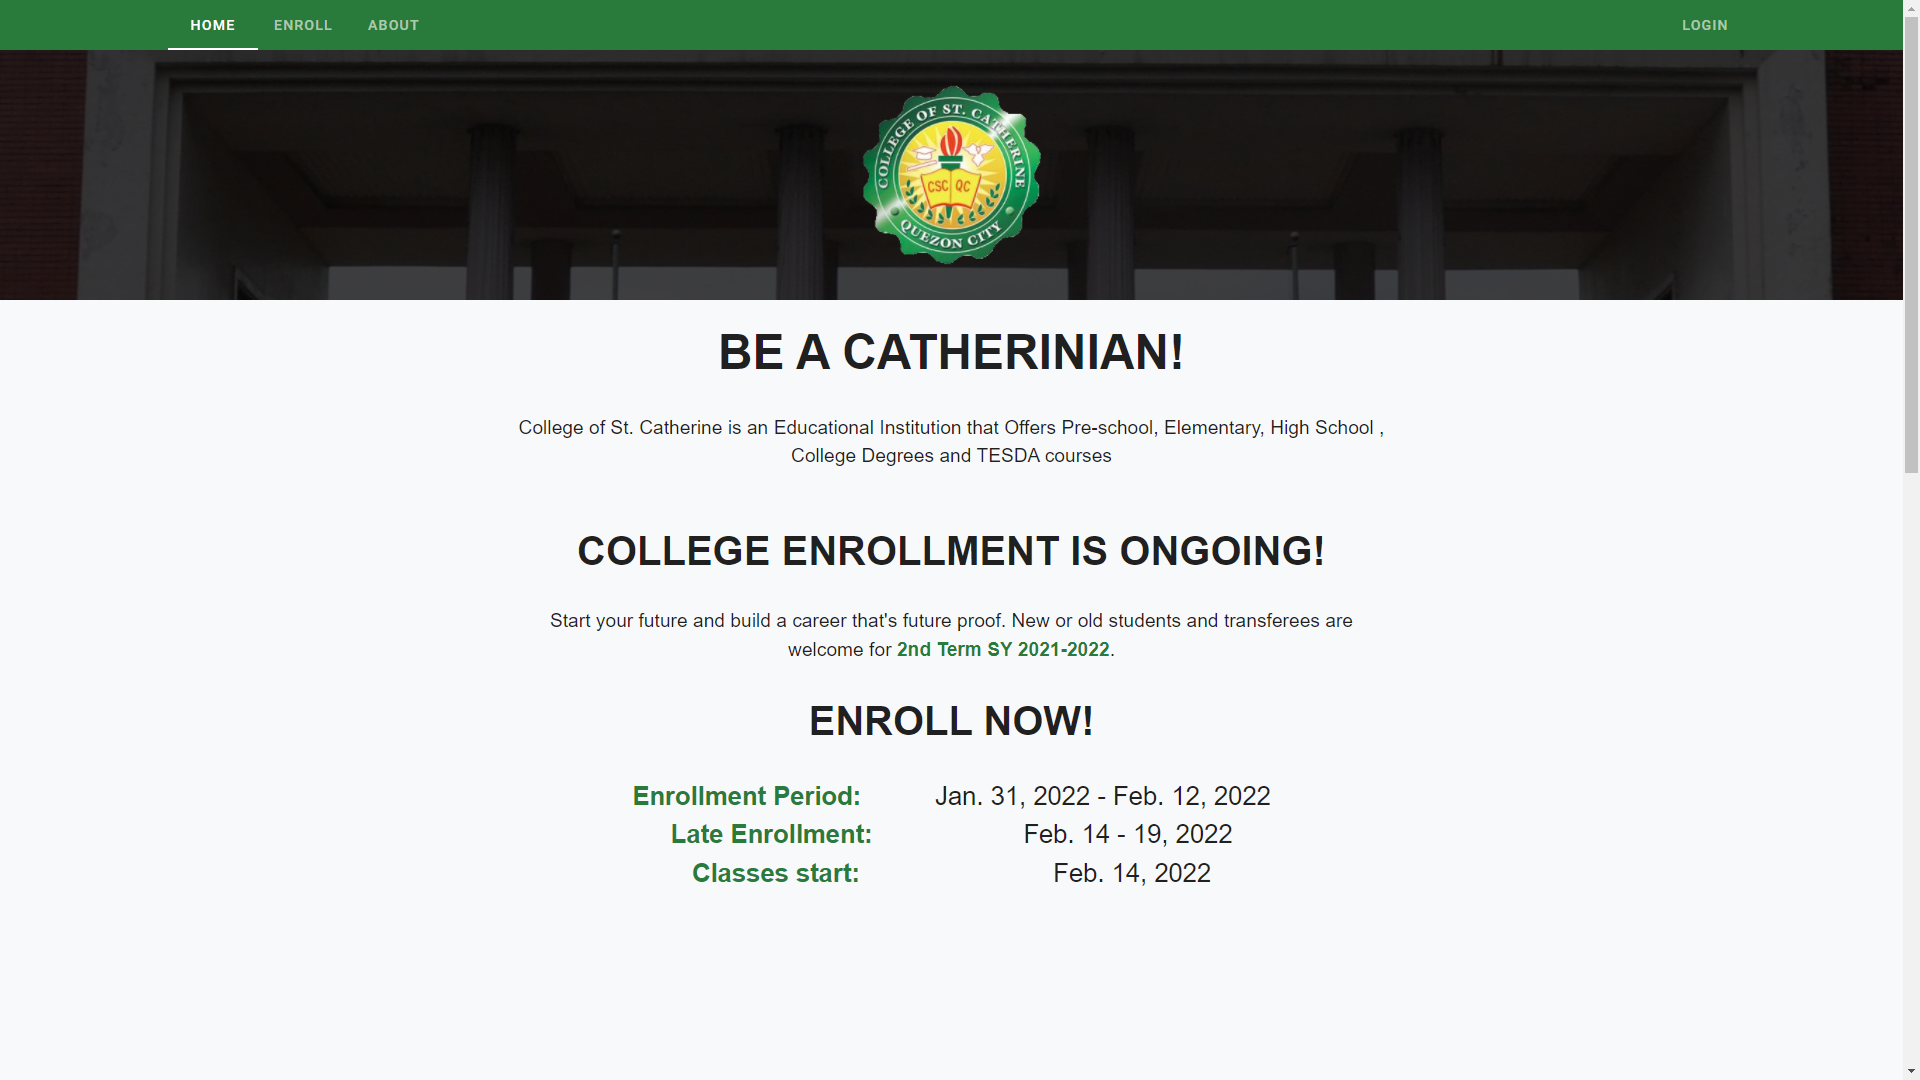 HOME ENROLL ABOUT LOGIN
COLLEGE OF ST. CATHERINE
CSC QC
QUEZON CITY
BE A CATHERINIAN!
College of St. Catherine is an Educational Institution that Offers Pre-school, Elementary, High School ,
College Degrees and TESDA courses
COLLEGE ENROLLMENT IS ONGOING!
Start your future and build a career that's future proof. New or old students and transferees are
welcome for 2nd Term SY 2021-2022.
ENROLL NOW!
Enrollment Period: Jan. 31, 2022 - Feb. 12, 2022
Late Enrollment: Feb. 14 - 19, 2022
Classes start: Feb. 14, 2022